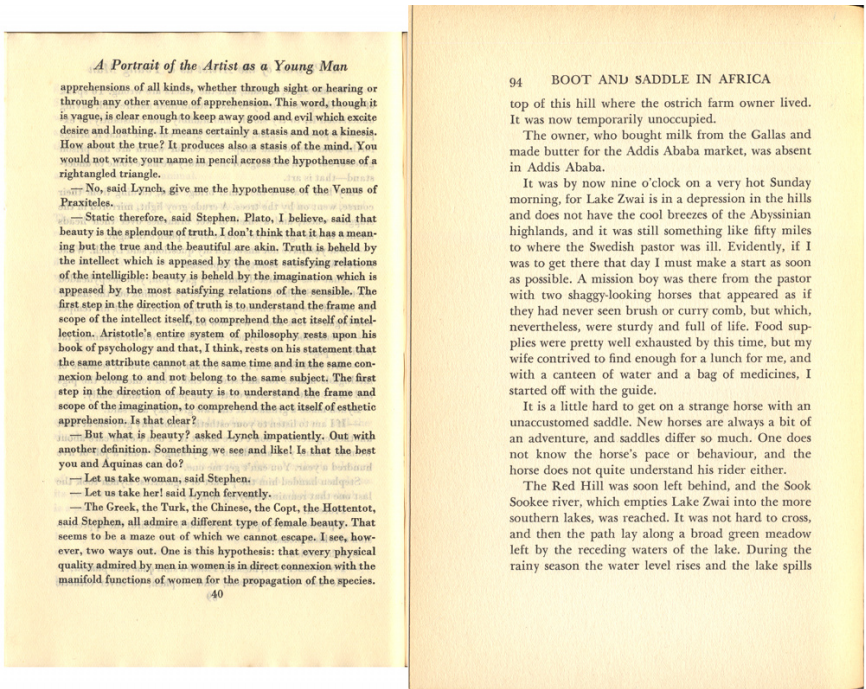 A Portrait of the Artist as a Young Man
apprehensions of all kinds, whether through sight or hearing or
through any other avenue of apprehension. This word, though it
is vague, is clear enough to keep away good and evil which excite
desire and loathing. It means certainly a stasis and not a kinesis.
How about the true? It produces also a stasis of the mind. You
would not write your name in pencil across the hypothenuse of a
rightangled triangle.
— No, said Lynch, give me the hypothenuse of the Venus of
Praxiteles.
— Static therefore, said Stephen. Plato, I believe, said that
beauty is the splendour of truth. I don't think that it has a mean-
ing but the true and the beautiful are akin. Truth is beheld by
the intellect which is appeased by the most satisfying relations
of the intelligible: beauty is beheld by the imagination which is
appeased by the most satisfying relations of the sensible. The
first step in the direction of truth is to understand the frame and
scope of the intellect itself, to comprehend the act itself of intel-
lection. Aristotle's entire system of philosophy rests upon his
book of psychology and that, I think, rests on his statement that
the same attribute cannot at the same time and in the same con-
nexion belong to and not belong to the same subject. The first
step in the direction of beauty is to understand the frame and
scope of the imagination, to comprehend the act itself of esthetic
apprehension. Is that clear?
— But what is beauty? asked Lynch impatiently. Out with
another definition. Something we see and like! Is that the best
you and Aquinas can do?
— Let us take woman, said Stephen.
— Let us take her! said Lynch fervently.
— The Greek, the Turk, the Chinese, the Copt, the Hottentot,
said Stephen, all admire a different type of female beauty. That
seems to be a maze out of which we cannot escape. I see, how-
ever, two ways out. One is this hypothesis: that every physical
quality admired by men in women is in direct connexion with the
manifold functions of women for the propagation of the species.
40
94 BOOT AND SADDLE IN AFRICA
top of this hill where the ostrich farm owner lived.
It was now temporarily unoccupied.
The owner, who bought milk from the Gallas and
made butter for the Addis Ababa market, was absent
in Addis Ababa.
It was by now nine o'clock on a very hot Sunday
morning, for Lake Zwai is in a depression in the hills
and does not have the cool breezes of the Abyssinian
highlands, and it was still something like fifty miles
to where the Swedish pastor was ill. Evidently, if I
was to get there that day I must make a start as soon
as possible. A mission boy was there from the pastor
with two shaggy-looking horses that appeared as if
they had never seen brush or curry comb, but which,
nevertheless, were sturdy and full of life. Food sup-
plies were pretty well exhausted by this time, but my
wife contrived to find enough for a lunch for me, and
with a canteen of water and a bag of medicines, I
started off with the guide.
It is a little hard to get on a strange horse with an
unaccustomed saddle. New horses are always a bit of
an adventure, and saddles differ so much. One does
not know the horse's pace or behaviour, and the
horse does not quite understand his rider either.
The Red Hill was soon left behind, and the Sook
Sookee river, which empties Lake Zwai into the more
southern lakes, was reached. It was not hard to cross,
and then the path lay along a broad green meadow
left by the receding waters of the lake. During the
rainy season the water level rises and the lake spills